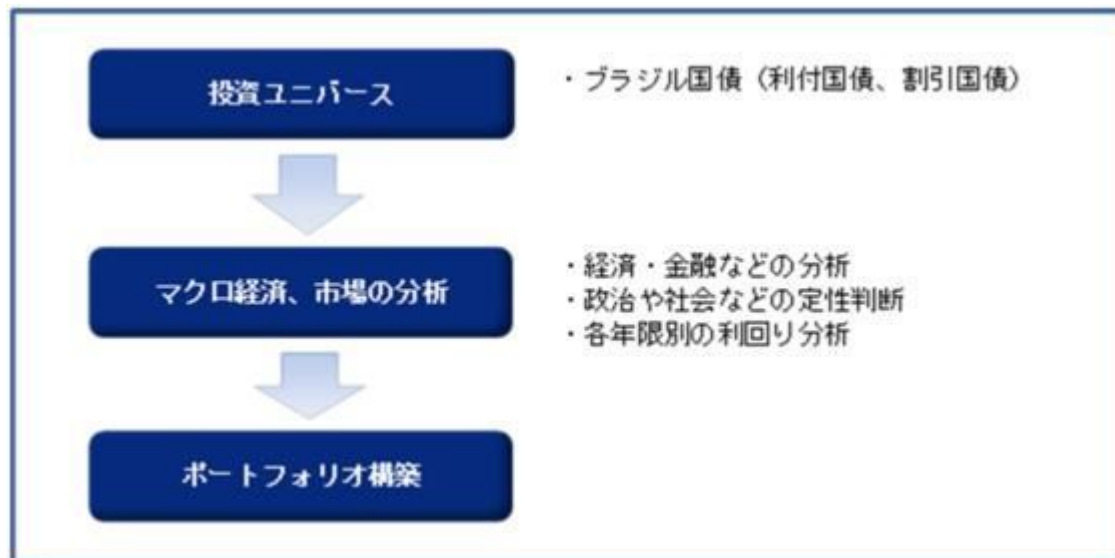 投資ユニバース
・ブラジル国債（利付国債、割引国債）
マクロ経済、市場の分析
・経済・金融などの分析
・政治や社会などの定性判断
・各年限別の利回り分析
ポートフォリオ構築